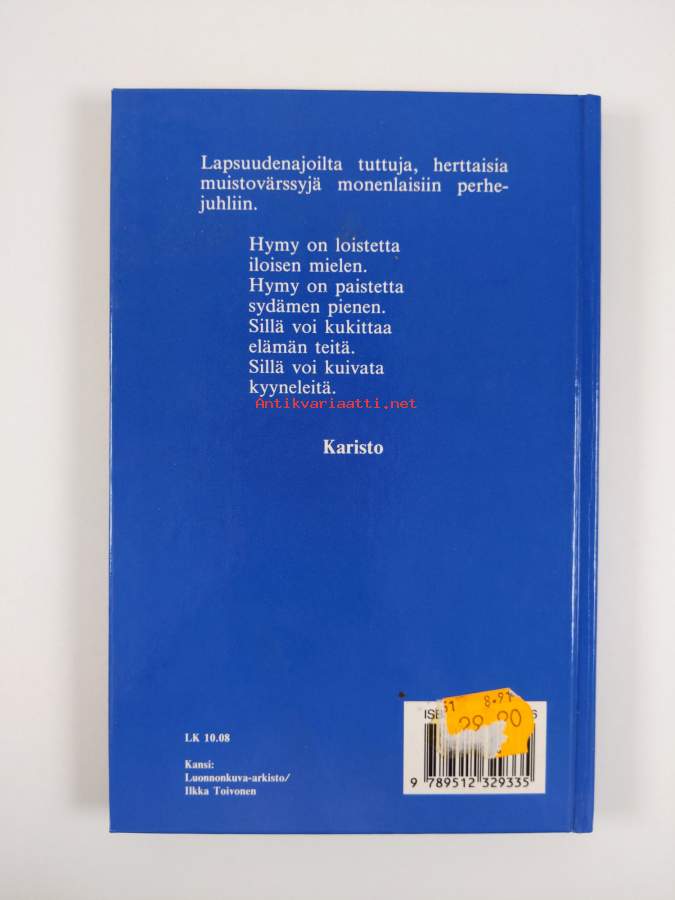 Lapsuudenajoilta tuttuja, herttaisia
muistovärssyjä monenlaisiin perhe-
juhliin.
Hymy on loistetta
iloisen mielen.
Hymy on paistetta
sydämen pienen.
Sillä voi kukittaa
elämän teitä.
Sillä voi kuivata
kyyneleitä.
Antikvariaatti.net
Karisto
LK 10.08
Kansi:
Luonnonkuva-arkisto/
Ilkka Toivonen
8.91
9 789512 329335